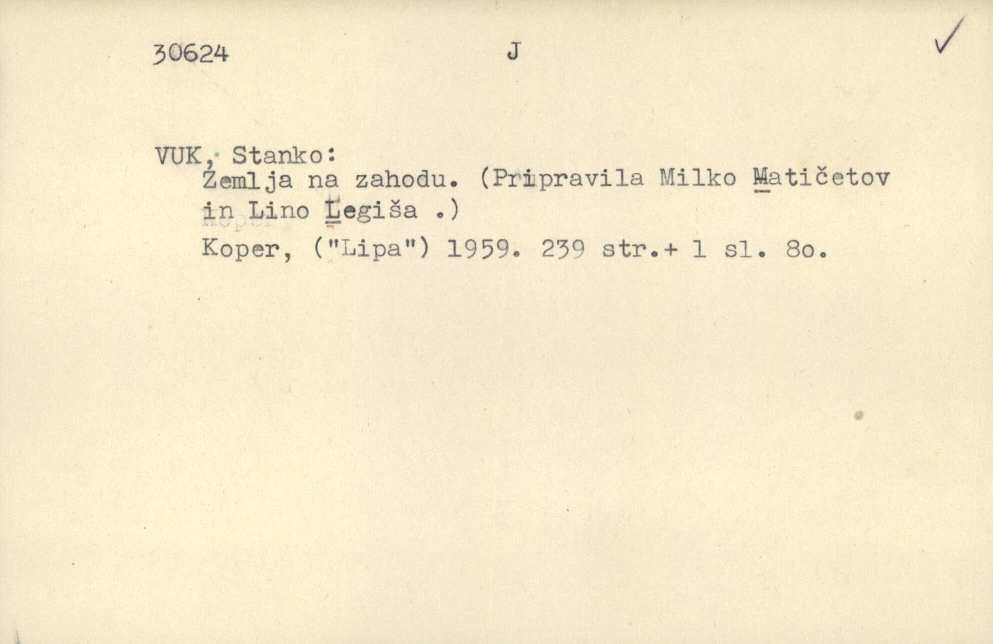 30624 J
VUK, Stanko:
Zemlja na zahodu. (Pripravila Milko Matičetov
in Lino Legiša .)
Koper, ("Lipa") 1959. 239 str.+ 1 sl. 8o.